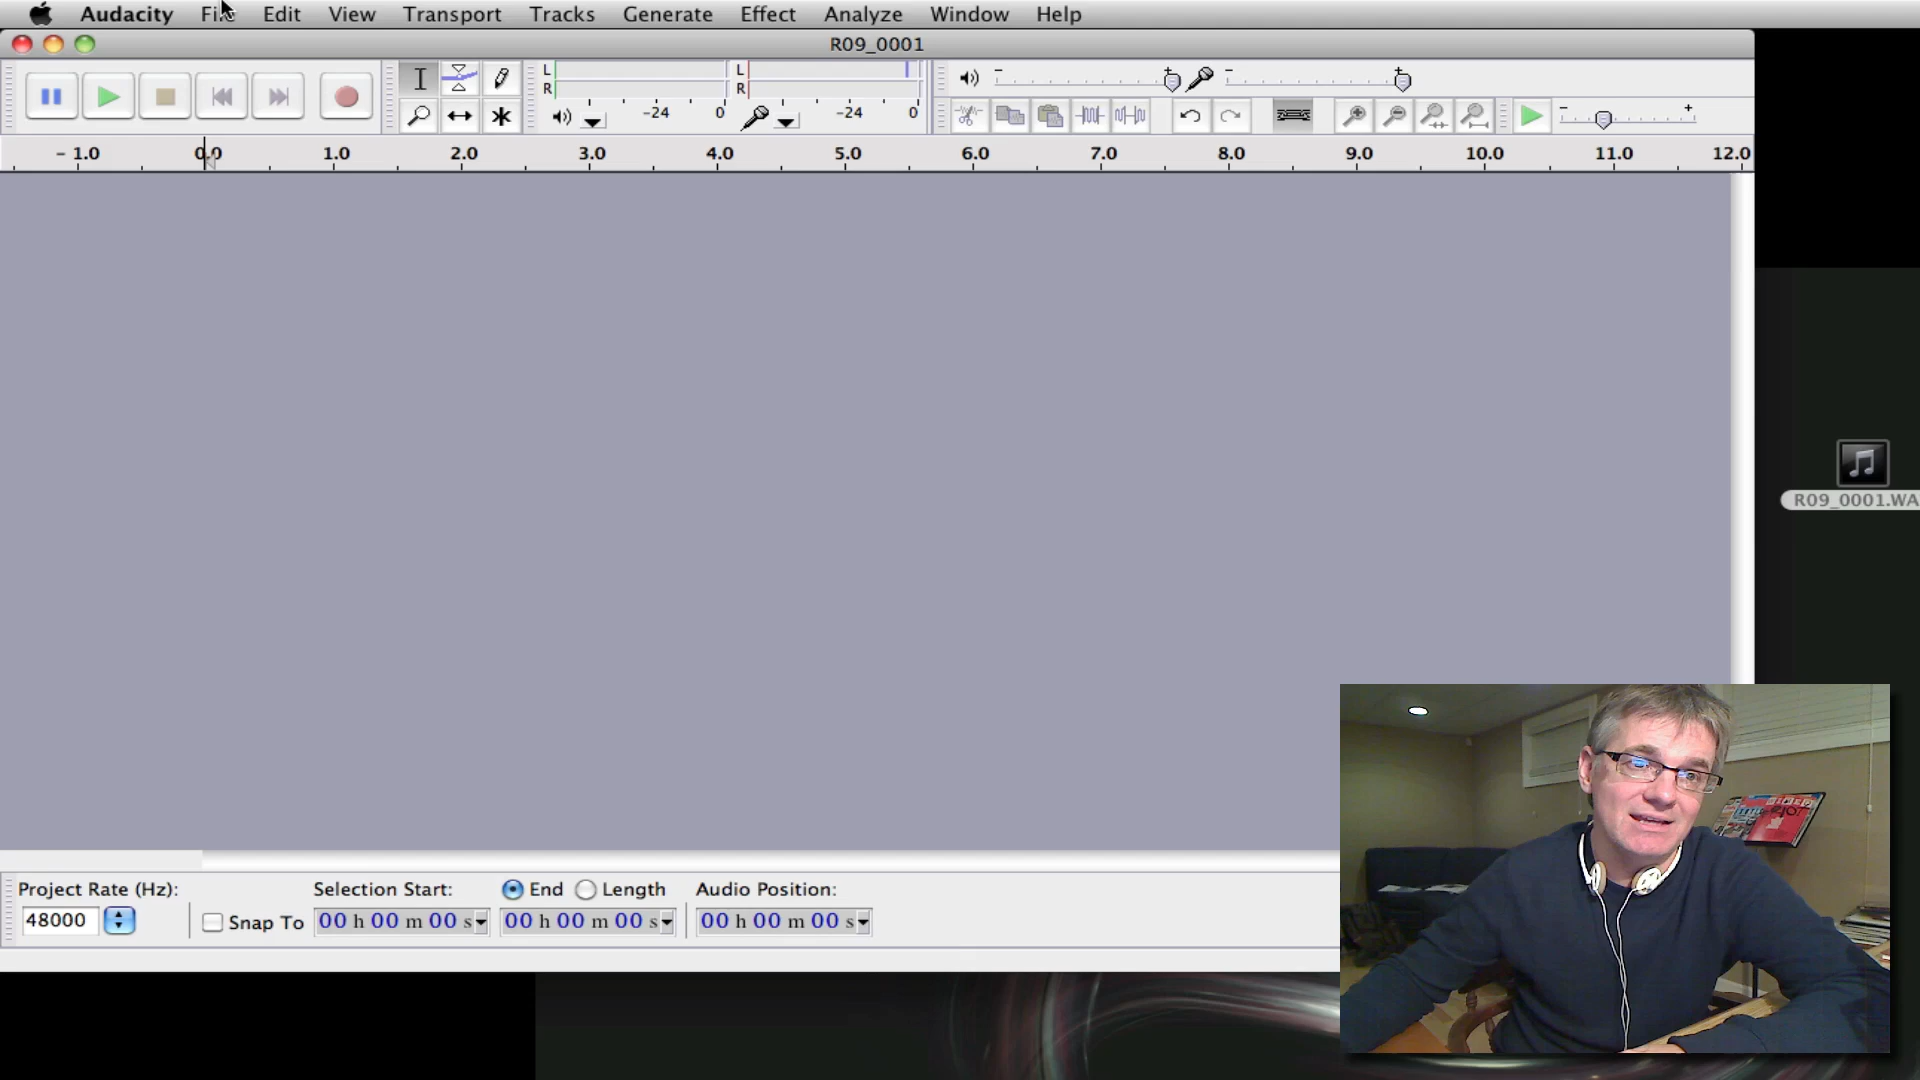 Audacity File Edit View Transport Tracks Generate Effect Analyze Window Help
R09_0001
L
R
-24 0
L
R
-24 0
- +
- +
- +
- 1.0 0.0 1.0 2.0 3.0 4.0 5.0 6.0 7.0 8.0 9.0 10.0 11.0 12.0
R09_0001.WA
Project Rate (Hz): Selection Start: End Length Audio Position:
48000 Snap To 00 h 00 m 00 s 00 h 00 m 00 s 00 h 00 m 00 s